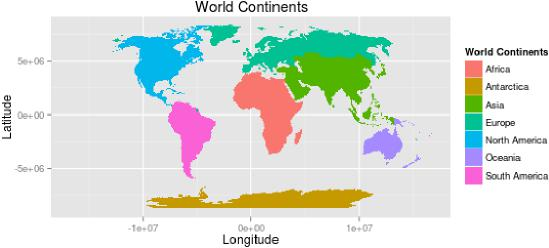 World Continents
Latitude
5e+06
0e+00
-5e+06
-1e+07
0e+00
1e+07
Longitude
World Continents
Africa
Antarctica
Asia
Europe
North America
Oceania
South America